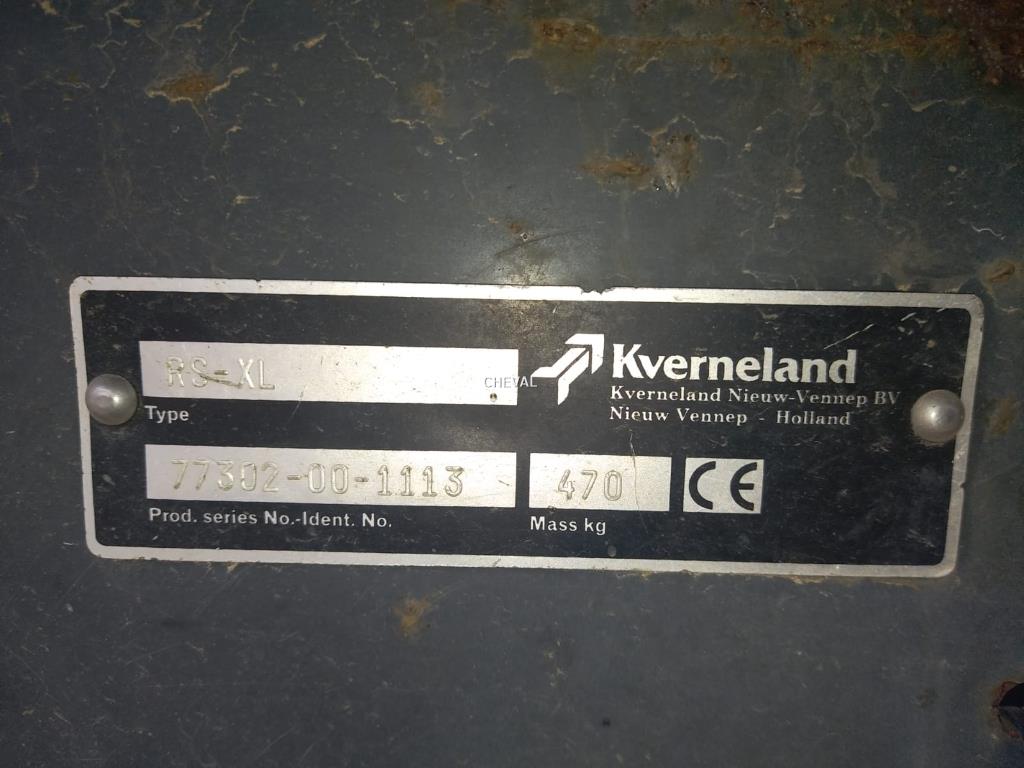 RS-XL
Type
CHEVAL
Kverneland
Kverneland Nieuw-Vennep BV
Nieuw Vennep - Holland
77302-00-1113
Prod. series No.-Ident. No.
470
Mass kg
CE